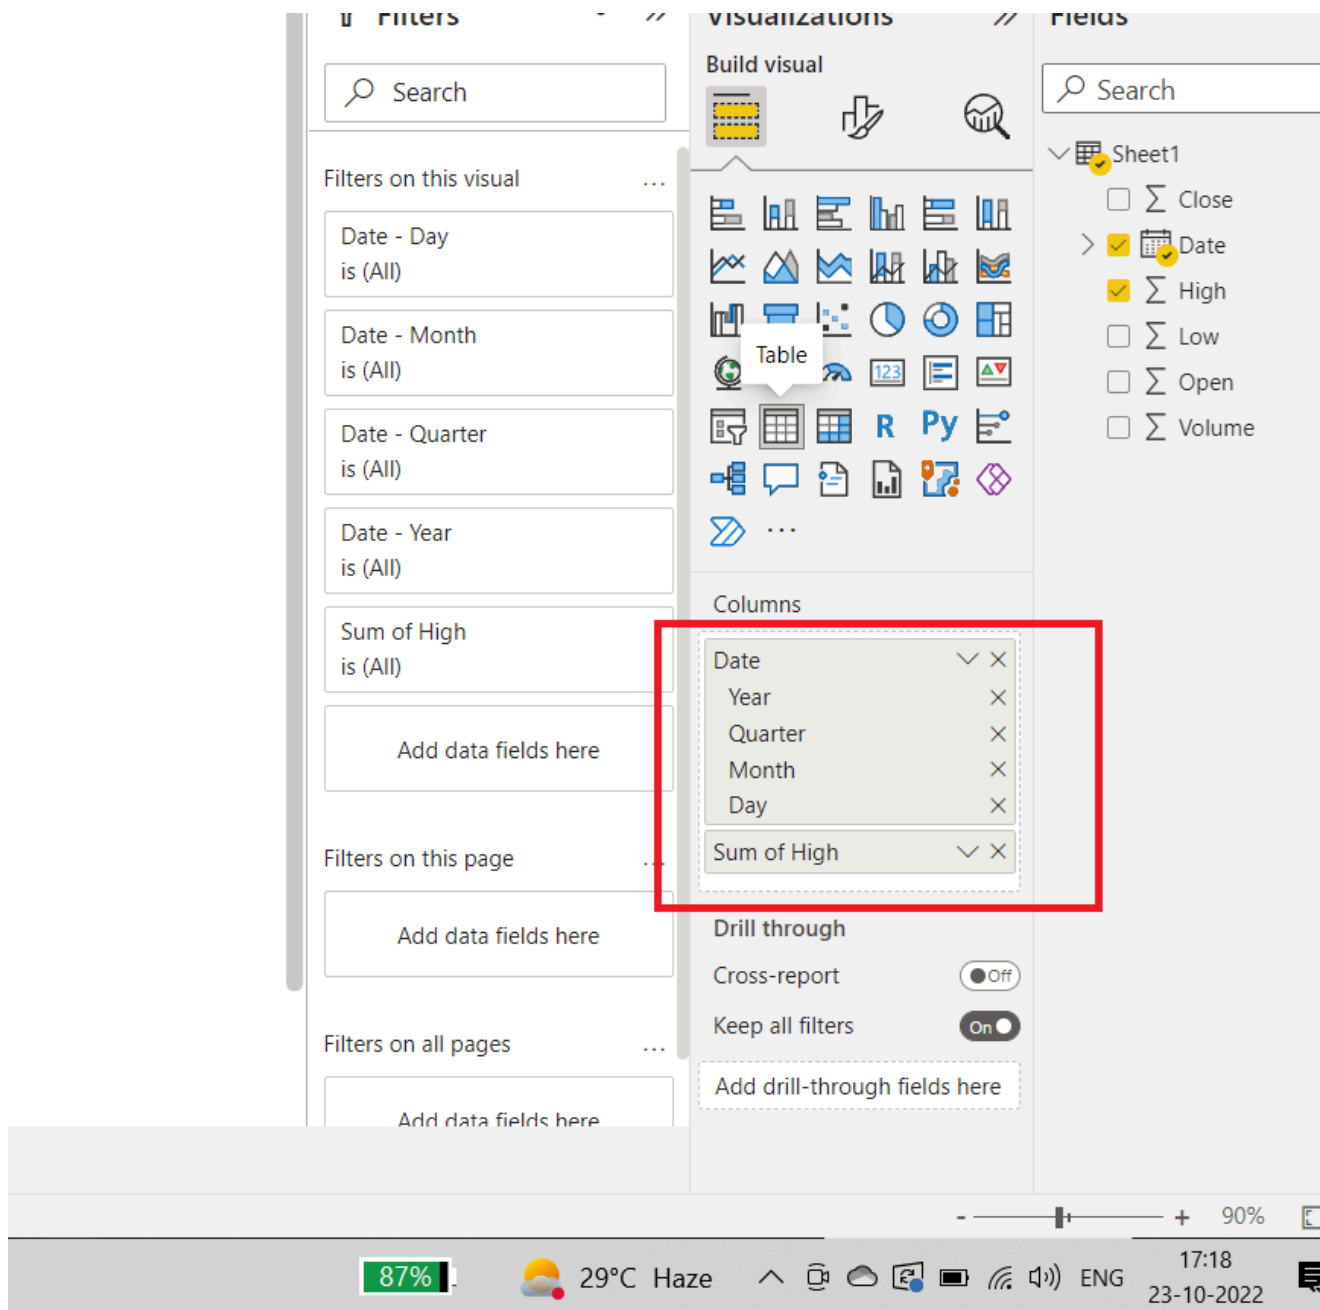 Filters
Search
Filters on this visual
...
Date - Day
is (All)
Date - Month
is (All)
Date - Quarter
is (All)
Date - Year
is (All)
Sum of High
is (All)
Add data fields here
Filters on this page
...
Add data fields here
Filters on all pages
...
Add data fields here
Visualizations
Build visual
Table
123
R
Py
...
Columns
Date
Year
Quarter
Month
Day
Sum of High
Drill through
Cross-report
Off
Keep all filters
On
Add drill-through fields here
Fields
Search
Sheet1
Σ Close
Date
Σ High
Σ Low
Σ Open
Σ Volume
- + 90%
87%
29°C Haze
ENG
17:18
23-10-2022